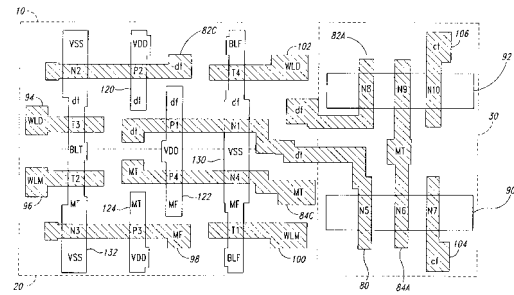 10 VSS VDD 82C BLF 102 82A cf 106
df WLD
N2 P2 T4 N8 N9 N10 92
94 df 120 df df
WLD T3 df P1 N1 30
BLT VDD 130 VSS df MT
WLM T2 MT P4 N4
96 MT 124 MF 122 MF MT 84C N5 N6 N7 90
N3 P3 MF T1 WLM
132 98 100 104
VSS VDD BLF cf
20 80 84A